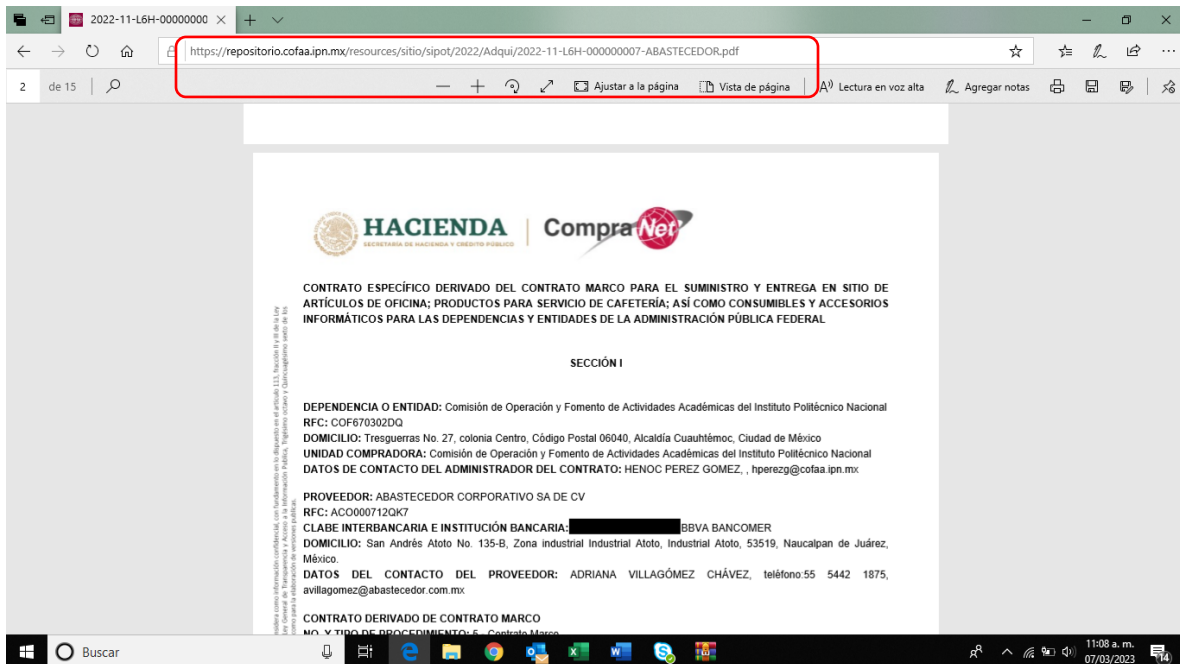 2022-11-L6H-00000000
https://repositorio.cofaa.ipn.mx/resources/sitio/sipot/2022/Adqui/2022-11-L6H-000000007-ABASTECEDOR.pdf
2 de 15 Ajustar a la página Vista de página Lectura en voz alta Agregar notas
HACIENDA CompraNet
SECRETARÍA DE HACIENDA Y CRÉDITO PÚBLICO
CONTRATO ESPECÍFICO DERIVADO DEL CONTRATO MARCO PARA EL SUMINISTRO Y ENTREGA EN SITIO DE
ARTÍCULOS DE OFICINA; PRODUCTOS PARA SERVICIO DE CAFETERÍA; ASÍ COMO CONSUMIBLES Y ACCESORIOS
INFORMÁTICOS PARA LAS DEPENDENCIAS Y ENTIDADES DE LA ADMINISTRACIÓN PÚBLICA FEDERAL
SECCIÓN I
DEPENDENCIA O ENTIDAD: Comisión de Operación y Fomento de Actividades Académicas del Instituto Politécnico Nacional
RFC: COF670302DQ
DOMICILIO: Tresguerras No. 27, colonia Centro, Código Postal 06040, Alcaldía Cuauhtémoc, Ciudad de México
UNIDAD COMPRADORA: Comisión de Operación y Fomento de Actividades Académicas del Instituto Politécnico Nacional
DATOS DE CONTACTO DEL ADMINISTRADOR DEL CONTRATO: HENOC PEREZ GOMEZ, , hperezg@cofaa.ipn.mx
PROVEEDOR: ABASTECEDOR CORPORATIVO SA DE CV
RFC: ACO000712QK7
CLABE INTERBANCARIA E INSTITUCIÓN BANCARIA: BBVA BANCOMER
DOMICILIO: San Andrés Atoto No. 135-B, Zona industrial Industrial Atoto, Industrial Atoto, 53519, Naucalpan de Juárez,
México.
DATOS DEL CONTACTO DEL PROVEEDOR: ADRIANA VILLAGÓMEZ CHÁVEZ, teléfono:55 5442 1875,
avillagomez@abastecedor.com.mx
CONTRATO DERIVADO DE CONTRATO MARCO
NO. Y TIPO DE PROCEDIMIENTO: 5 - Contrato Marco
Buscar
11:08 a. m.
07/03/2023